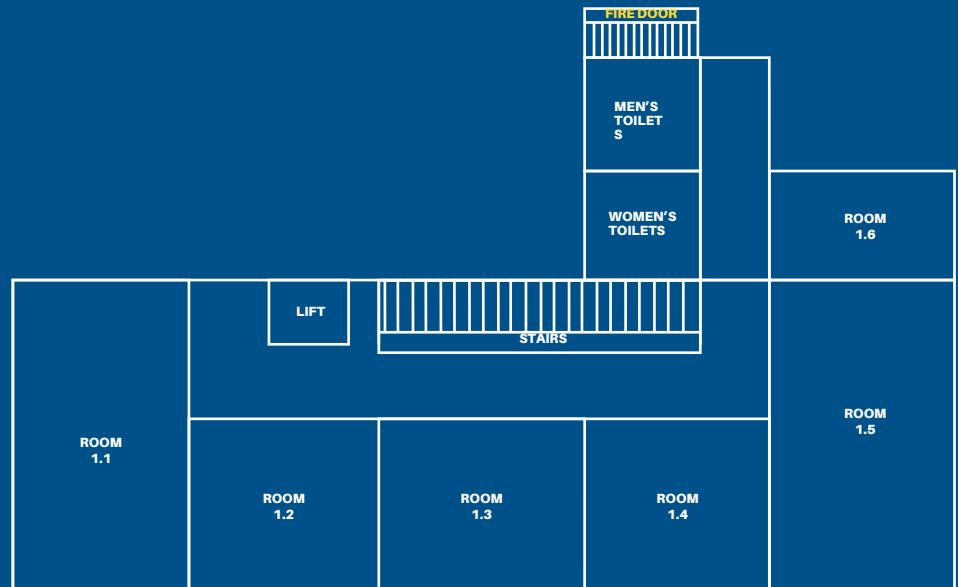 FIRE DOOR
MEN'S
TOILET
S
WOMEN'S
TOILETS
ROOM
1.6
LIFT
STAIRS
ROOM
1.5
ROOM
1.1
ROOM
1.2
ROOM
1.3
ROOM
1.4